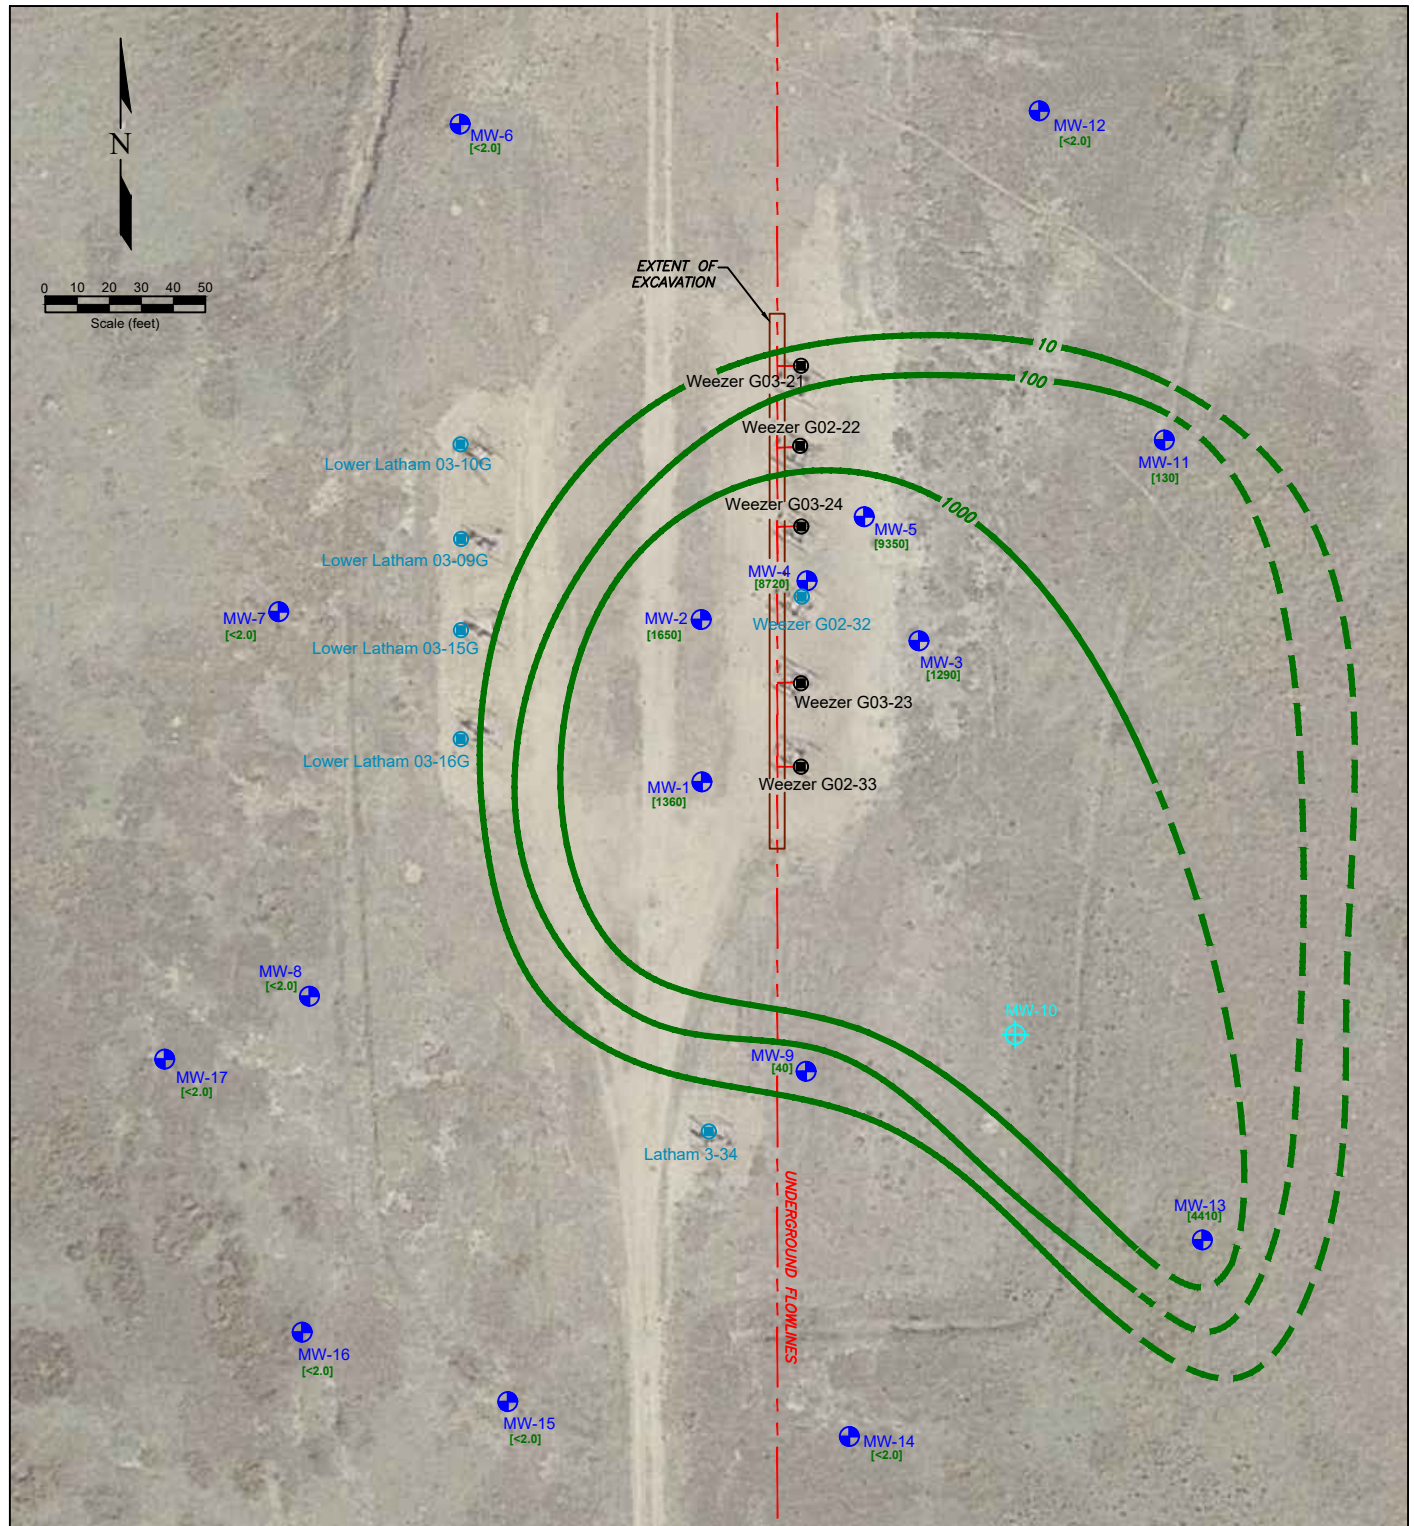 MW-6
[<2.0]
MW-12
[<2.0]
N
0 10 20 30 40 50
Scale (feet)
EXTENT OF
EXCAVATION
10
100
Weezer G03-21
Weezer G02-22
MW-11
[130]
Lower Latham 03-10G
1000
Weezer G03-24
MW-5
[9350]
Lower Latham 03-09G
MW-4
[8720]
MW-7
[<2.0]
MW-2
[1650]
Weezer G02-32
Lower Latham 03-15G
MW-3
[1290]
Weezer G03-23
Lower Latham 03-16G
MW-1
[1360]
Weezer G02-33
MW-8
[<2.0]
MW-10
MW-9
[40]
MW-17
[<2.0]
Latham 3-34
UNDERGROUND FLOWLINES
MW-13
[4410]
MW-16
[<2.0]
MW-15
[<2.0]
MW-14
[<2.0]